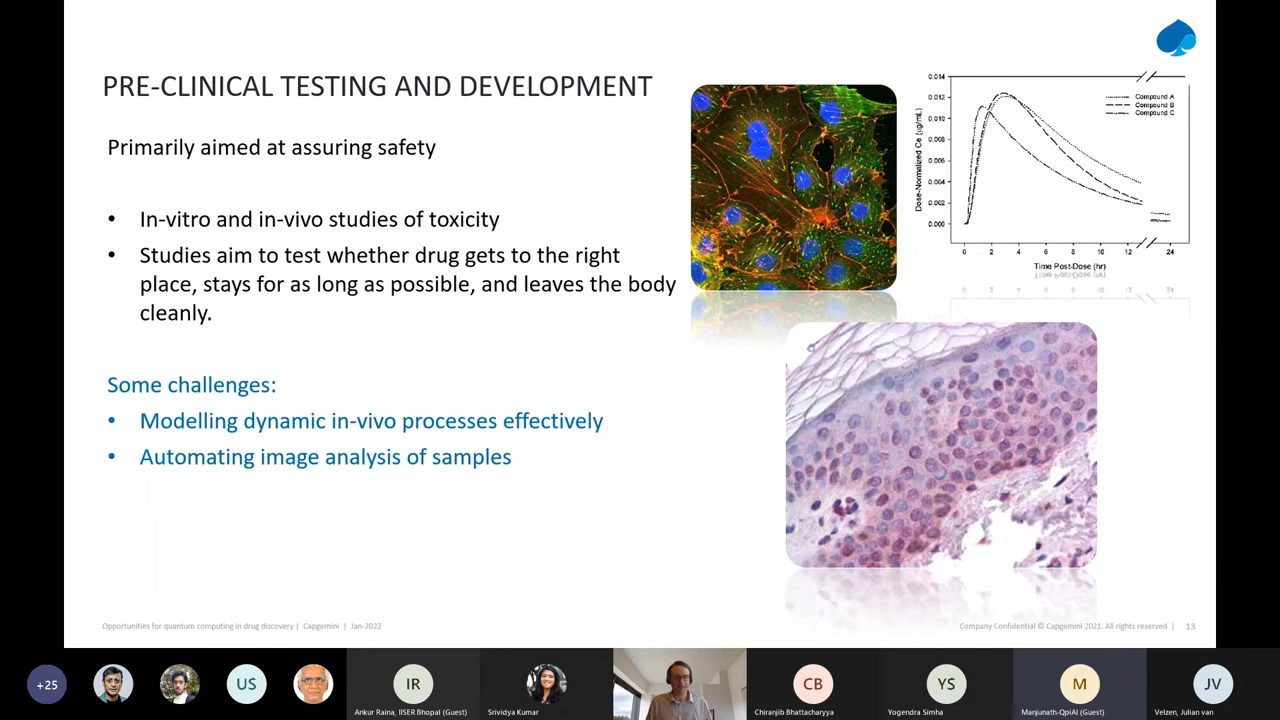 PRE-CLINICAL TESTING AND DEVELOPMENT
Primarily aimed at assuring safety
• In-vitro and in-vivo studies of toxicity
• Studies aim to test whether drug gets to the right
place, stays for as long as possible, and leaves the body
cleanly.
Some challenges:
• Modelling dynamic in-vivo processes effectively
• Automating image analysis of samples
Dose-Normalized Ce (ug/mL)
0.014
0.012
0.010
0.008
0.006
0.004
0.002
0.000
Compound A
Compound B
Compound C
0 2 4 6 8 10 12 24
Time Post-Dose (hr)
Opportunities for quantum computing in drug discovery | Capgemini | Jan-2022
Company Confidential © Capgemini 2021. All rights reserved | 13
+25
US
IR
Ankur Raina, IISER Bhopal (Guest)
Srividya Kumar
CB
Chiranjib Bhattacharyya
YS
Yogendra Simha
M
Manjunath-QpiAI (Guest)
JV
Velzen, Julian van